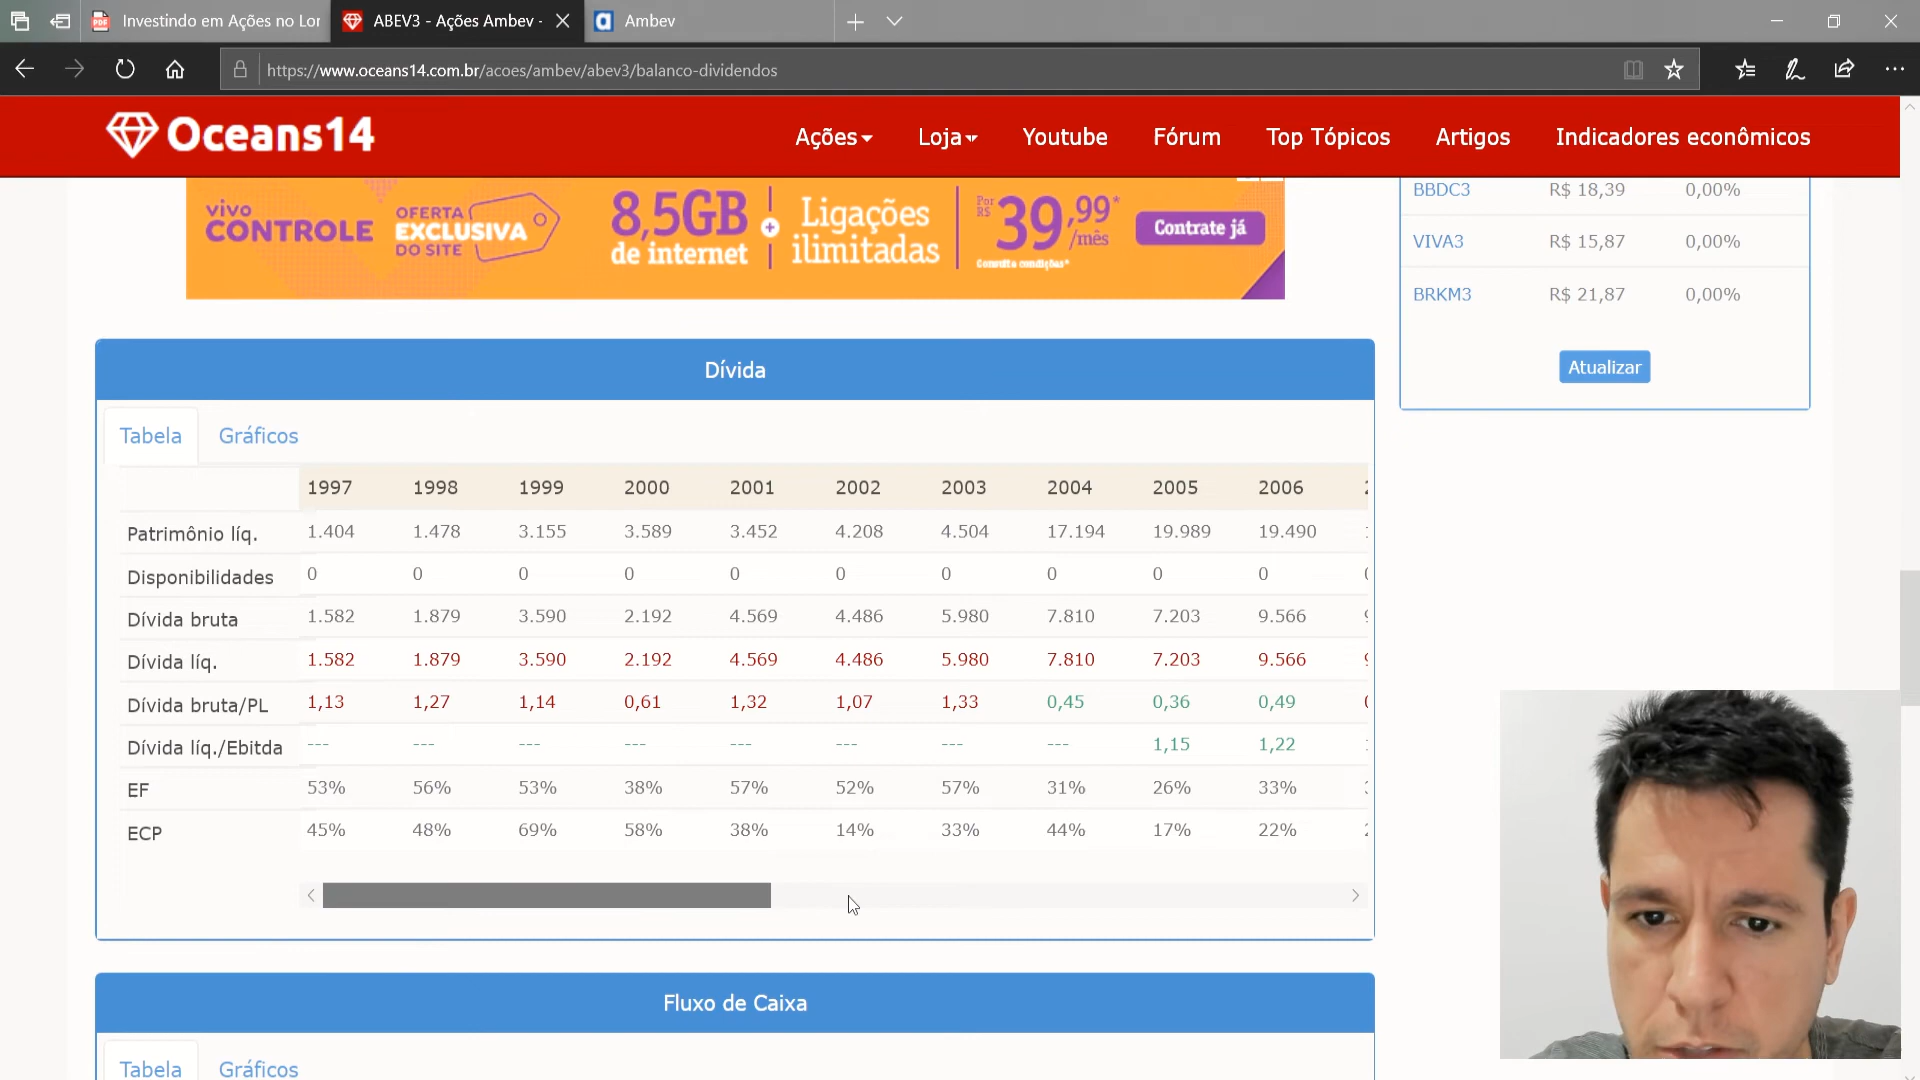 Investindo em Ações no Lor
ABEV3 - Ações Ambev -
Ambev
https://www.oceans14.com.br/acoes/ambev/abev3/balanco-dividendos
Oceans14
Ações
Loja
Youtube
Fórum
Top Tópicos
Artigos
Indicadores econômicos
vivo
CONTROLE
OFERTA
EXCLUSIVA
DO SITE
8,5GB
de internet
+
Ligações
ilimitadas
Por
R$
39,99*
/mês
Consulte condições*
Contrate já
BBDC3 R$ 18,39 0,00%
VIVA3 R$ 15,87 0,00%
BRKM3 R$ 21,87 0,00%
Atualizar
Dívida
Tabela Gráficos
1997 1998 1999 2000 2001 2002 2003 2004 2005 2006
Patrimônio líq. 1.404 1.478 3.155 3.589 3.452 4.208 4.504 17.194 19.989 19.490
Disponibilidades 0 0 0 0 0 0 0 0 0 0
Dívida bruta 1.582 1.879 3.590 2.192 4.569 4.486 5.980 7.810 7.203 9.566
Dívida líq. 1.582 1.879 3.590 2.192 4.569 4.486 5.980 7.810 7.203 9.566
Dívida bruta/PL 1,13 1,27 1,14 0,61 1,32 1,07 1,33 0,45 0,36 0,49
Dívida líq./Ebitda --- --- --- --- --- --- --- --- 1,15 1,22
EF 53% 56% 53% 38% 57% 52% 57% 31% 26% 33%
ECP 45% 48% 69% 58% 38% 14% 33% 44% 17% 22%
Fluxo de Caixa
Tabela Gráficos